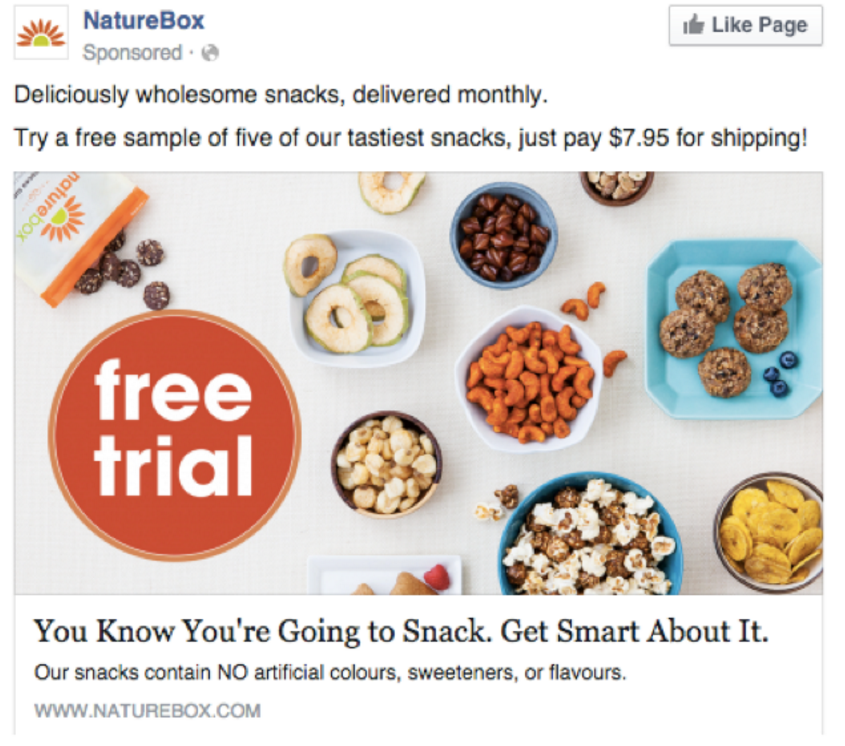 NatureBox
Sponsored ·
Like Page
Deliciously wholesome snacks, delivered monthly.
Try a free sample of five of our tastiest snacks, just pay $7.95 for shipping!
naturebox
free
trial
You Know You're Going to Snack. Get Smart About It.
Our snacks contain NO artificial colours, sweeteners, or flavours.
WWW.NATUREBOX.COM